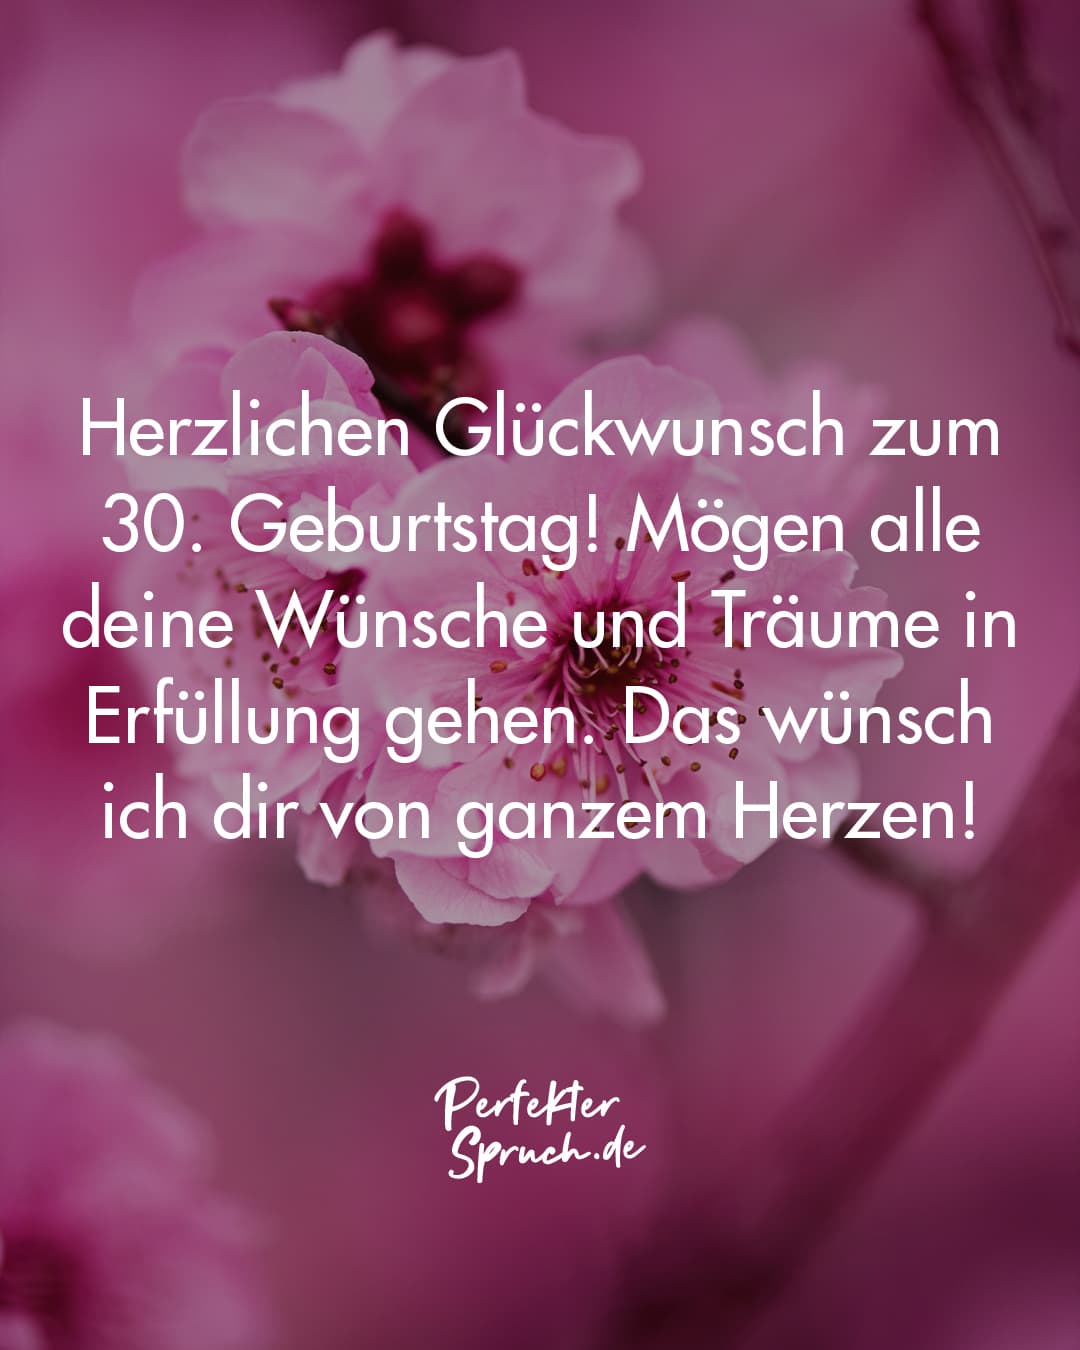 Herzlichen Glückwunsch zum
30. Geburtstag! Mögen alle
deine Wünsche und Träume in
Erfüllung gehen. Das wünsch
ich dir von ganzem Herzen!
Perfekter
Spruch.de